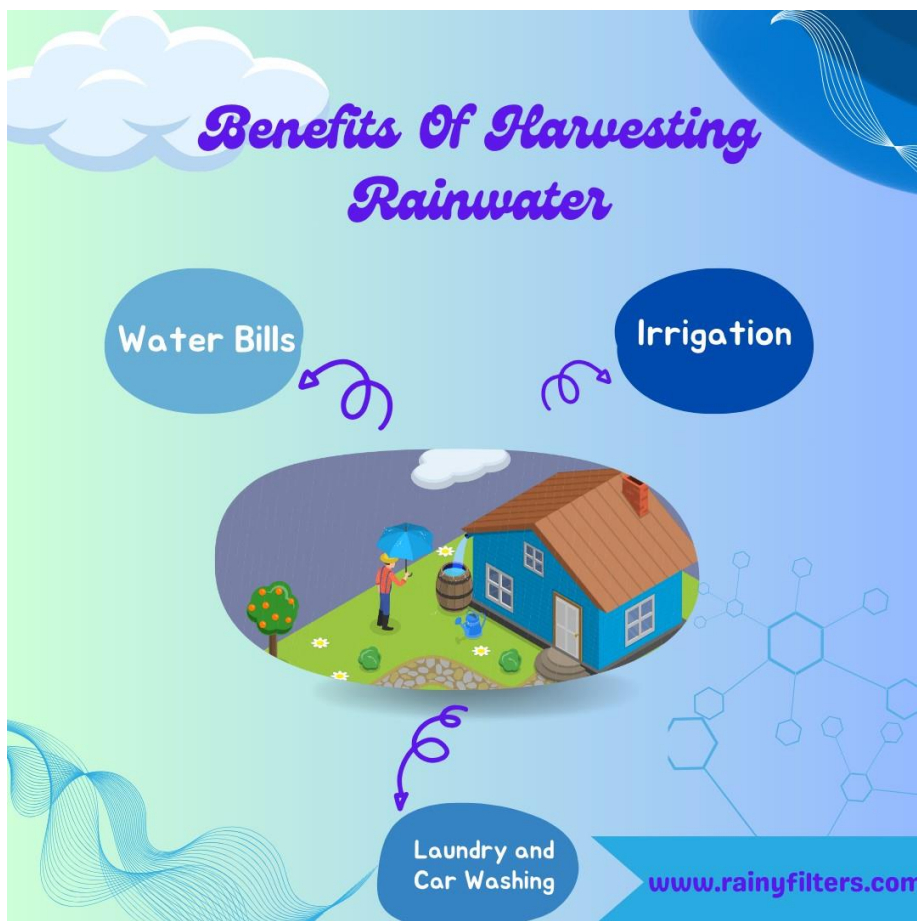 Benefits Of Harvesting
Rainwater
Water Bills
Irrigation
Laundry and
Car Washing
www.rainyfilters.com